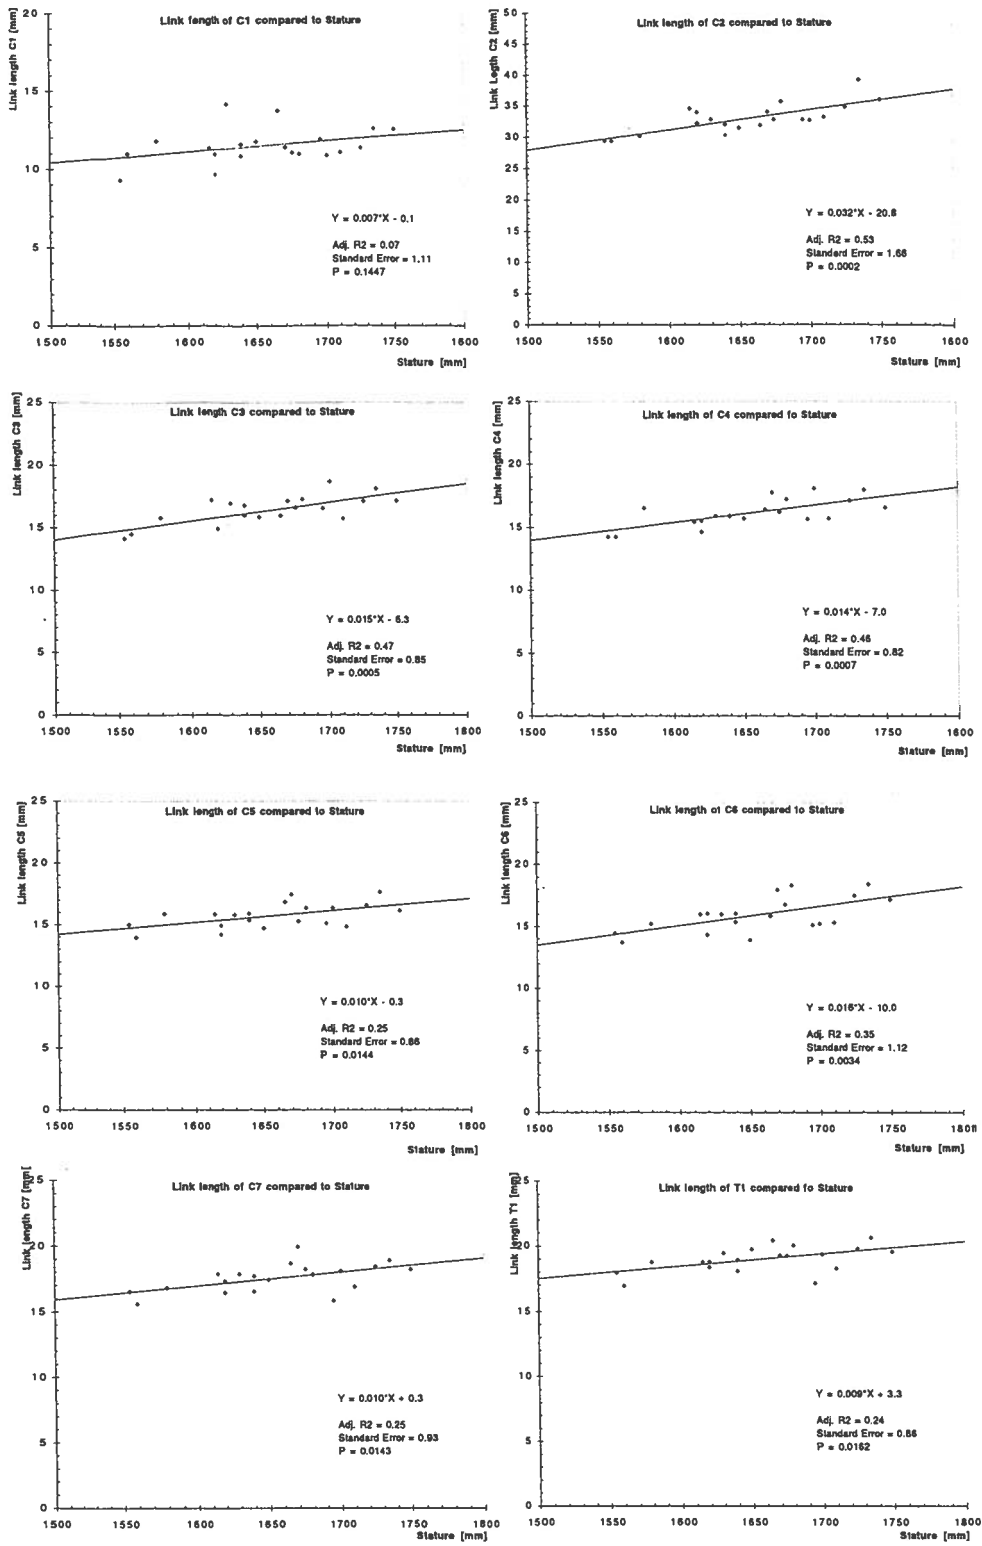 Link length of C1 compared to Stature
Link length C1 [mm]
20
15
10
5
0
Y = 0.007*X - 0.1
Adj. R2 = 0.07
Standard Error = 1.11
P = 0.1447
1500 1550 1600 1650 1700 1750 1800
Stature [mm]
Link length of C2 compared to Stature
Link Legth C2 [mm]
50
45
40
35
30
25
20
15
10
5
0
Y = 0.032*X - 20.8
Adj. R2 = 0.53
Standard Error = 1.66
P = 0.0002
1500 1550 1600 1650 1700 1750 1800
Stature [mm]
Link length C3 compared to Stature
Link length C3 [mm]
25
20
15
10
5
0
Y = 0.015*X - 6.3
Adj. R2 = 0.47
Standard Error = 0.85
P = 0.0005
1500 1550 1600 1650 1700 1750 1800
Stature [mm]
Link length of C4 compared to Stature
Link length C4 [mm]
25
20
15
10
5
0
Y = 0.014*X - 7.0
Adj. R2 = 0.46
Standard Error = 0.82
P = 0.0007
1500 1550 1600 1650 1700 1750 1800
Stature [mm]
Link length of C5 compared to Stature
Link length C5 [mm]
25
20
15
10
5
0
Y = 0.010*X - 0.3
Adj. R2 = 0.25
Standard Error = 0.86
P = 0.0144
1500 1550 1600 1650 1700 1750 1800
Stature [mm]
Link length of C6 compared to Stature
Link length C6 [mm]
25
20
15
10
5
0
Y = 0.016*X - 10.0
Adj. R2 = 0.35
Standard Error = 1.12
P = 0.0034
1500 1550 1600 1650 1700 1750 1800
Stature [mm]
Link length of C7 compared to Stature
Link length C7 [mm]
25
20
15
10
5
0
Y = 0.010*X + 0.3
Adj. R2 = 0.25
Standard Error = 0.93
P = 0.0143
1500 1550 1600 1650 1700 1750 1800
Stature [mm]
Link length of T1 compared to Stature
Link length T1 [mm]
25
20
15
10
5
0
Y = 0.009*X + 3.3
Adj. R2 = 0.24
Standard Error = 0.86
P = 0.0162
1500 1550 1600 1650 1700 1750 1800
Stature [mm]